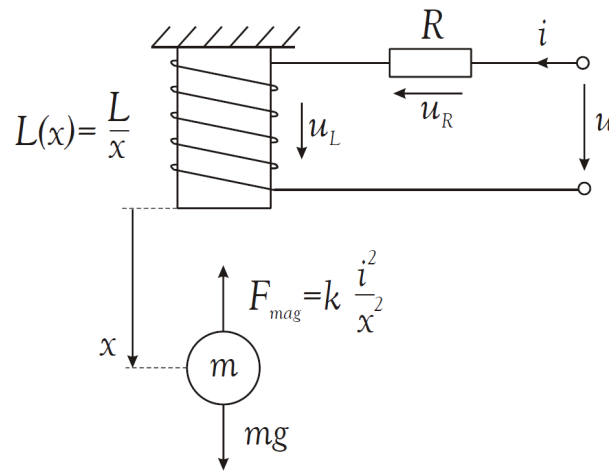 R
i
L(x)= L/x
u_L
u_R
u
F_mag=k i²/x²
x
m
mg